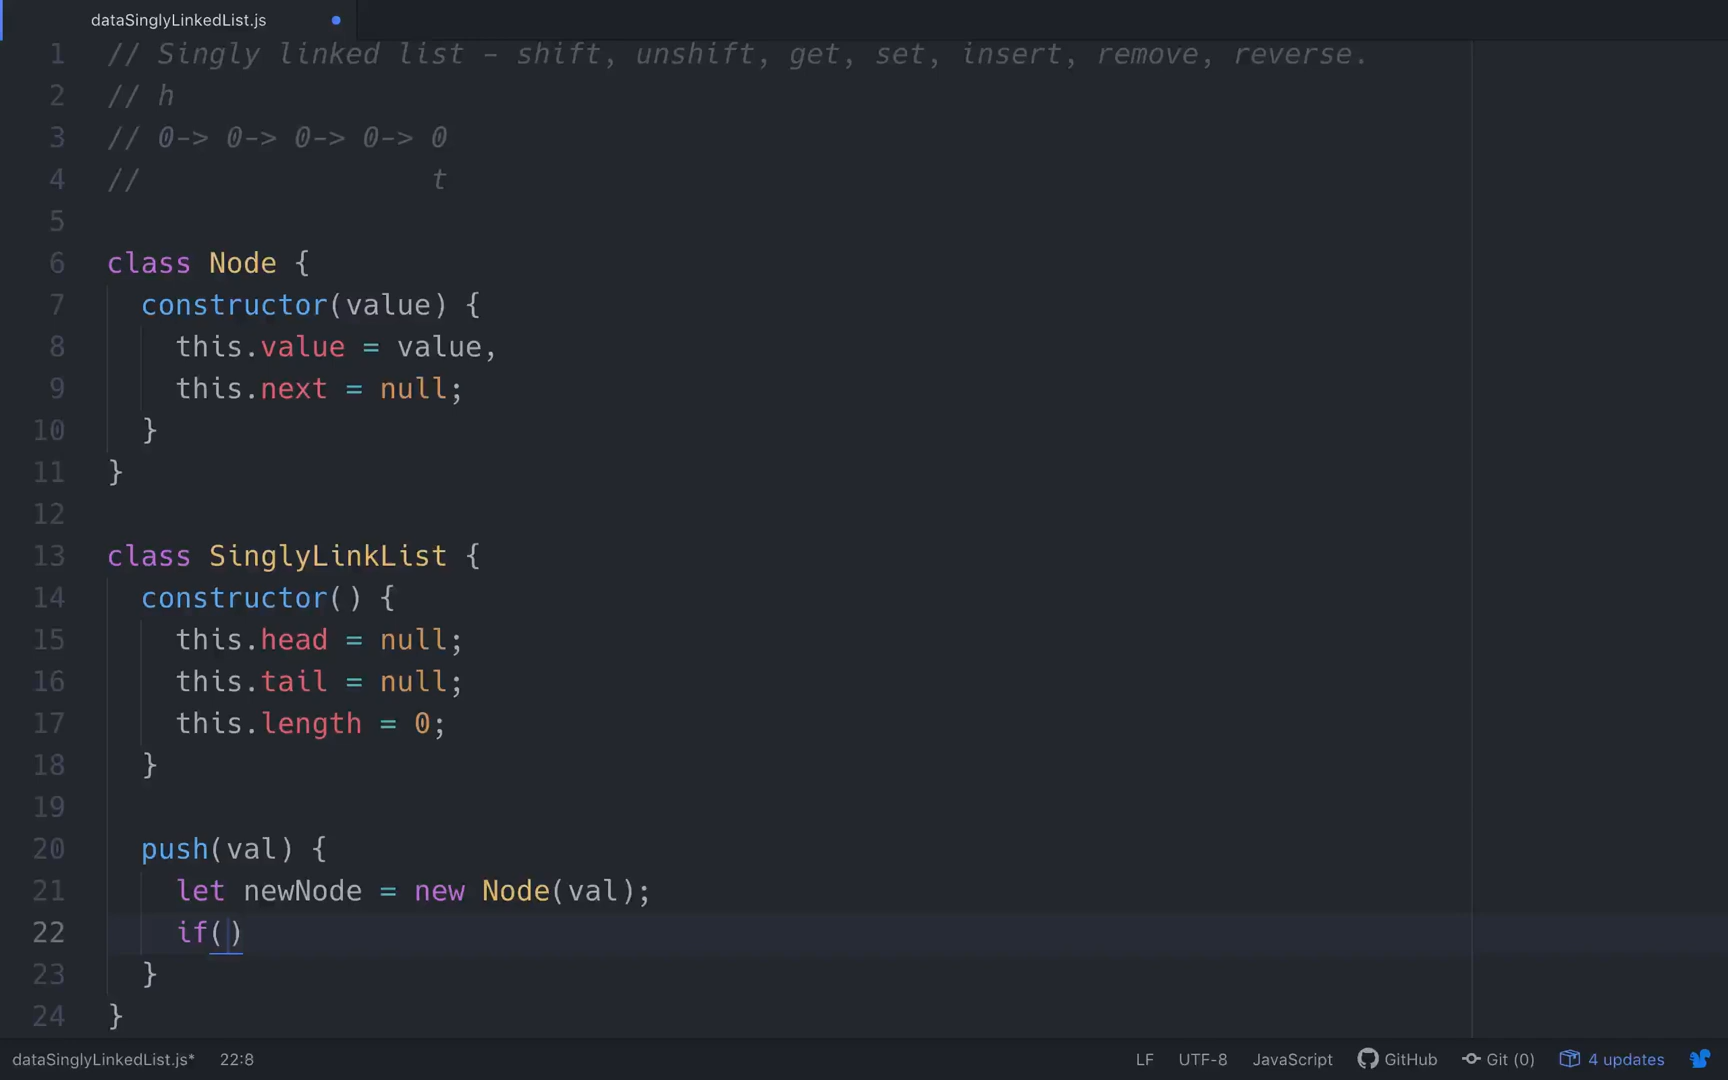 dataSinglyLinkedList.js
1 // Singly linked list – shift, unshift, get, set, insert, remove, reverse.
2 // h
3 // 0-> 0-> 0-> 0-> 0
4 //                 t
5
6 class Node {
7   constructor(value) {
8     this.value = value,
9     this.next = null;
10   }
11 }
12
13 class SinglyLinkList {
14   constructor() {
15     this.head = null;
16     this.tail = null;
17     this.length = 0;
18   }
19
20   push(val) {
21     let newNode = new Node(val);
22     if()
23   }
24 }
dataSinglyLinkedList.js* 22:8 LF UTF-8 JavaScript GitHub Git (0) 4 updates